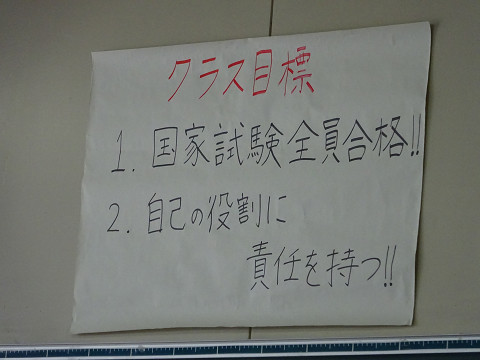 クラス目標
1. 国家試験全員合格!!
2. 自己の役割に
責任を持つ!!